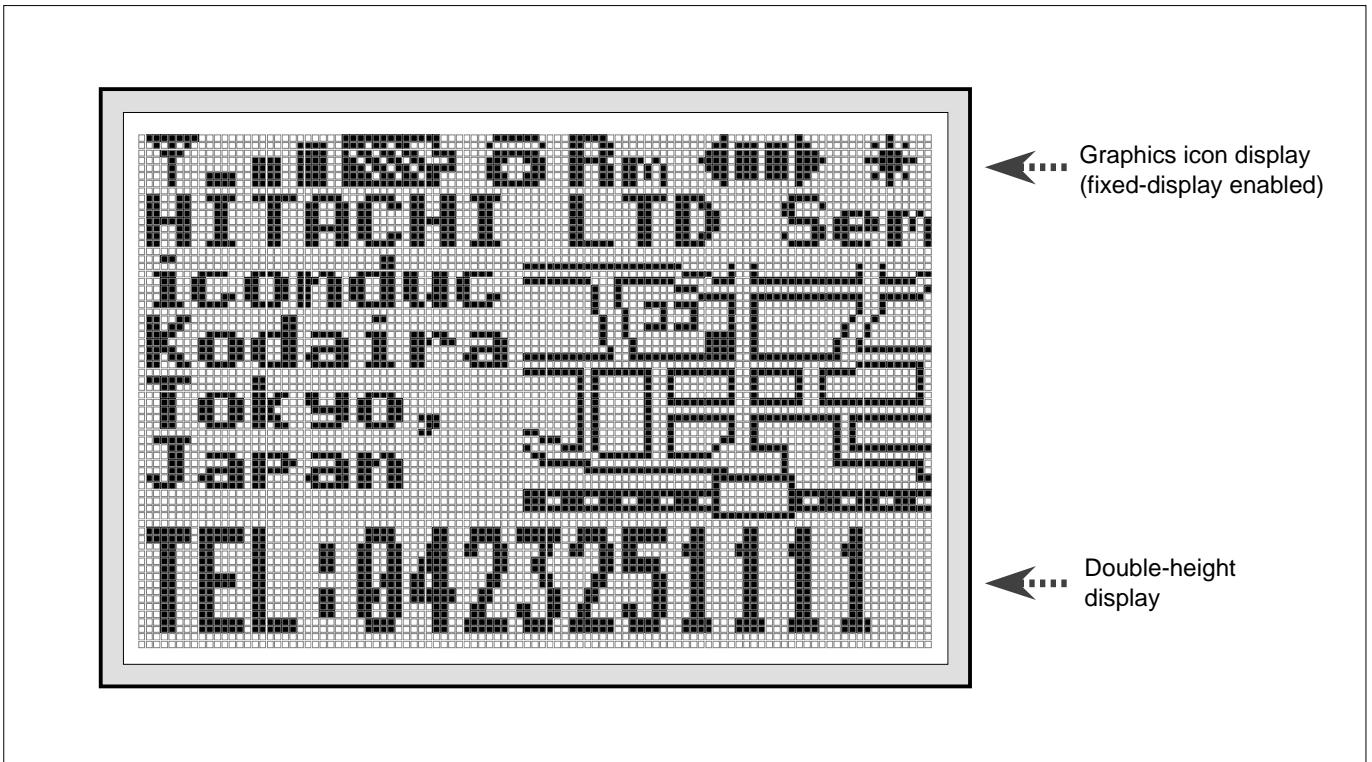 HITACHI LTD Sem
iconduc
Kodaira
Tokyo,
Japan
TEL:0423251111
Graphics icon display
(fixed-display enabled)
Double-height
display